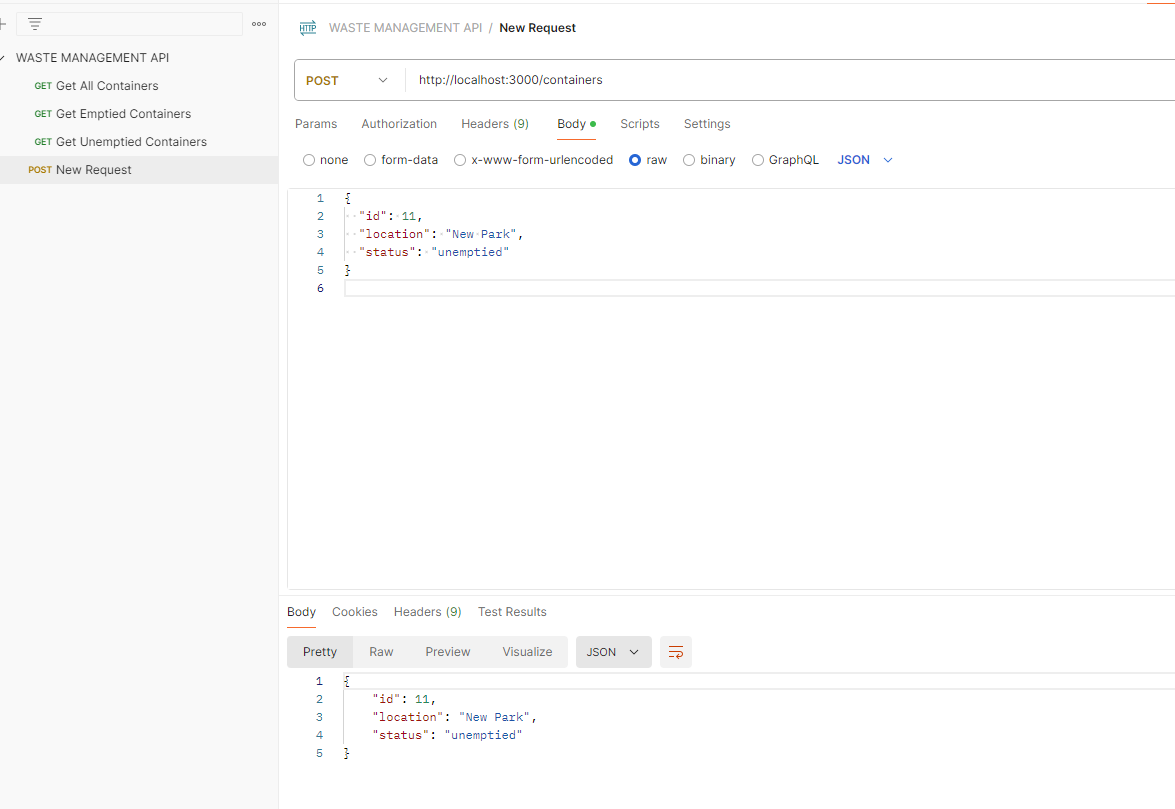 WASTE MANAGEMENT API / New Request
WASTE MANAGEMENT API
GET Get All Containers
GET Get Emptied Containers
GET Get Unemptied Containers
POST New Request
HTTP
POST http://localhost:3000/containers
Params Authorization Headers (9) Body Scripts Settings
none form-data x-www-form-urlencoded raw binary GraphQL JSON
1 {
2 "id": 11,
3 "location": "New Park",
4 "status": "unemptied"
5 }
6
Body Cookies Headers (9) Test Results
Pretty Raw Preview Visualize JSON
1 {
2 "id": 11,
3 "location": "New Park",
4 "status": "unemptied"
5 }